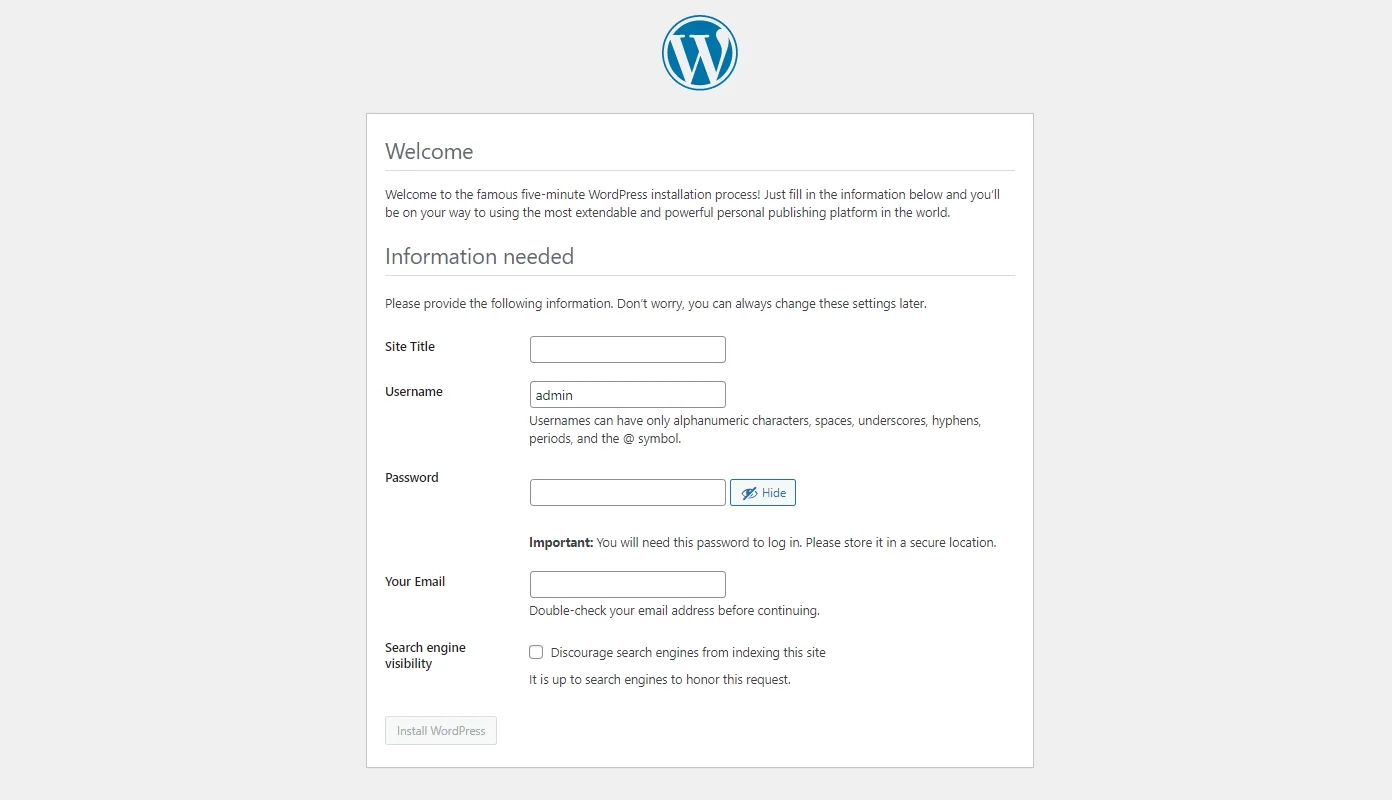 Welcome
Welcome to the famous five-minute WordPress installation process! Just fill in the information below and you’ll
be on your way to using the most extendable and powerful personal publishing platform in the world.
Information needed
Please provide the following information. Don’t worry, you can always change these settings later.
Site Title
Username
admin
Usernames can have only alphanumeric characters, spaces, underscores, hyphens,
periods, and the @ symbol.
Password
Hide
Important: You will need this password to log in. Please store it in a secure location.
Your Email
Double-check your email address before continuing.
Search engine
visibility
Discourage search engines from indexing this site
It is up to search engines to honor this request.
Install WordPress